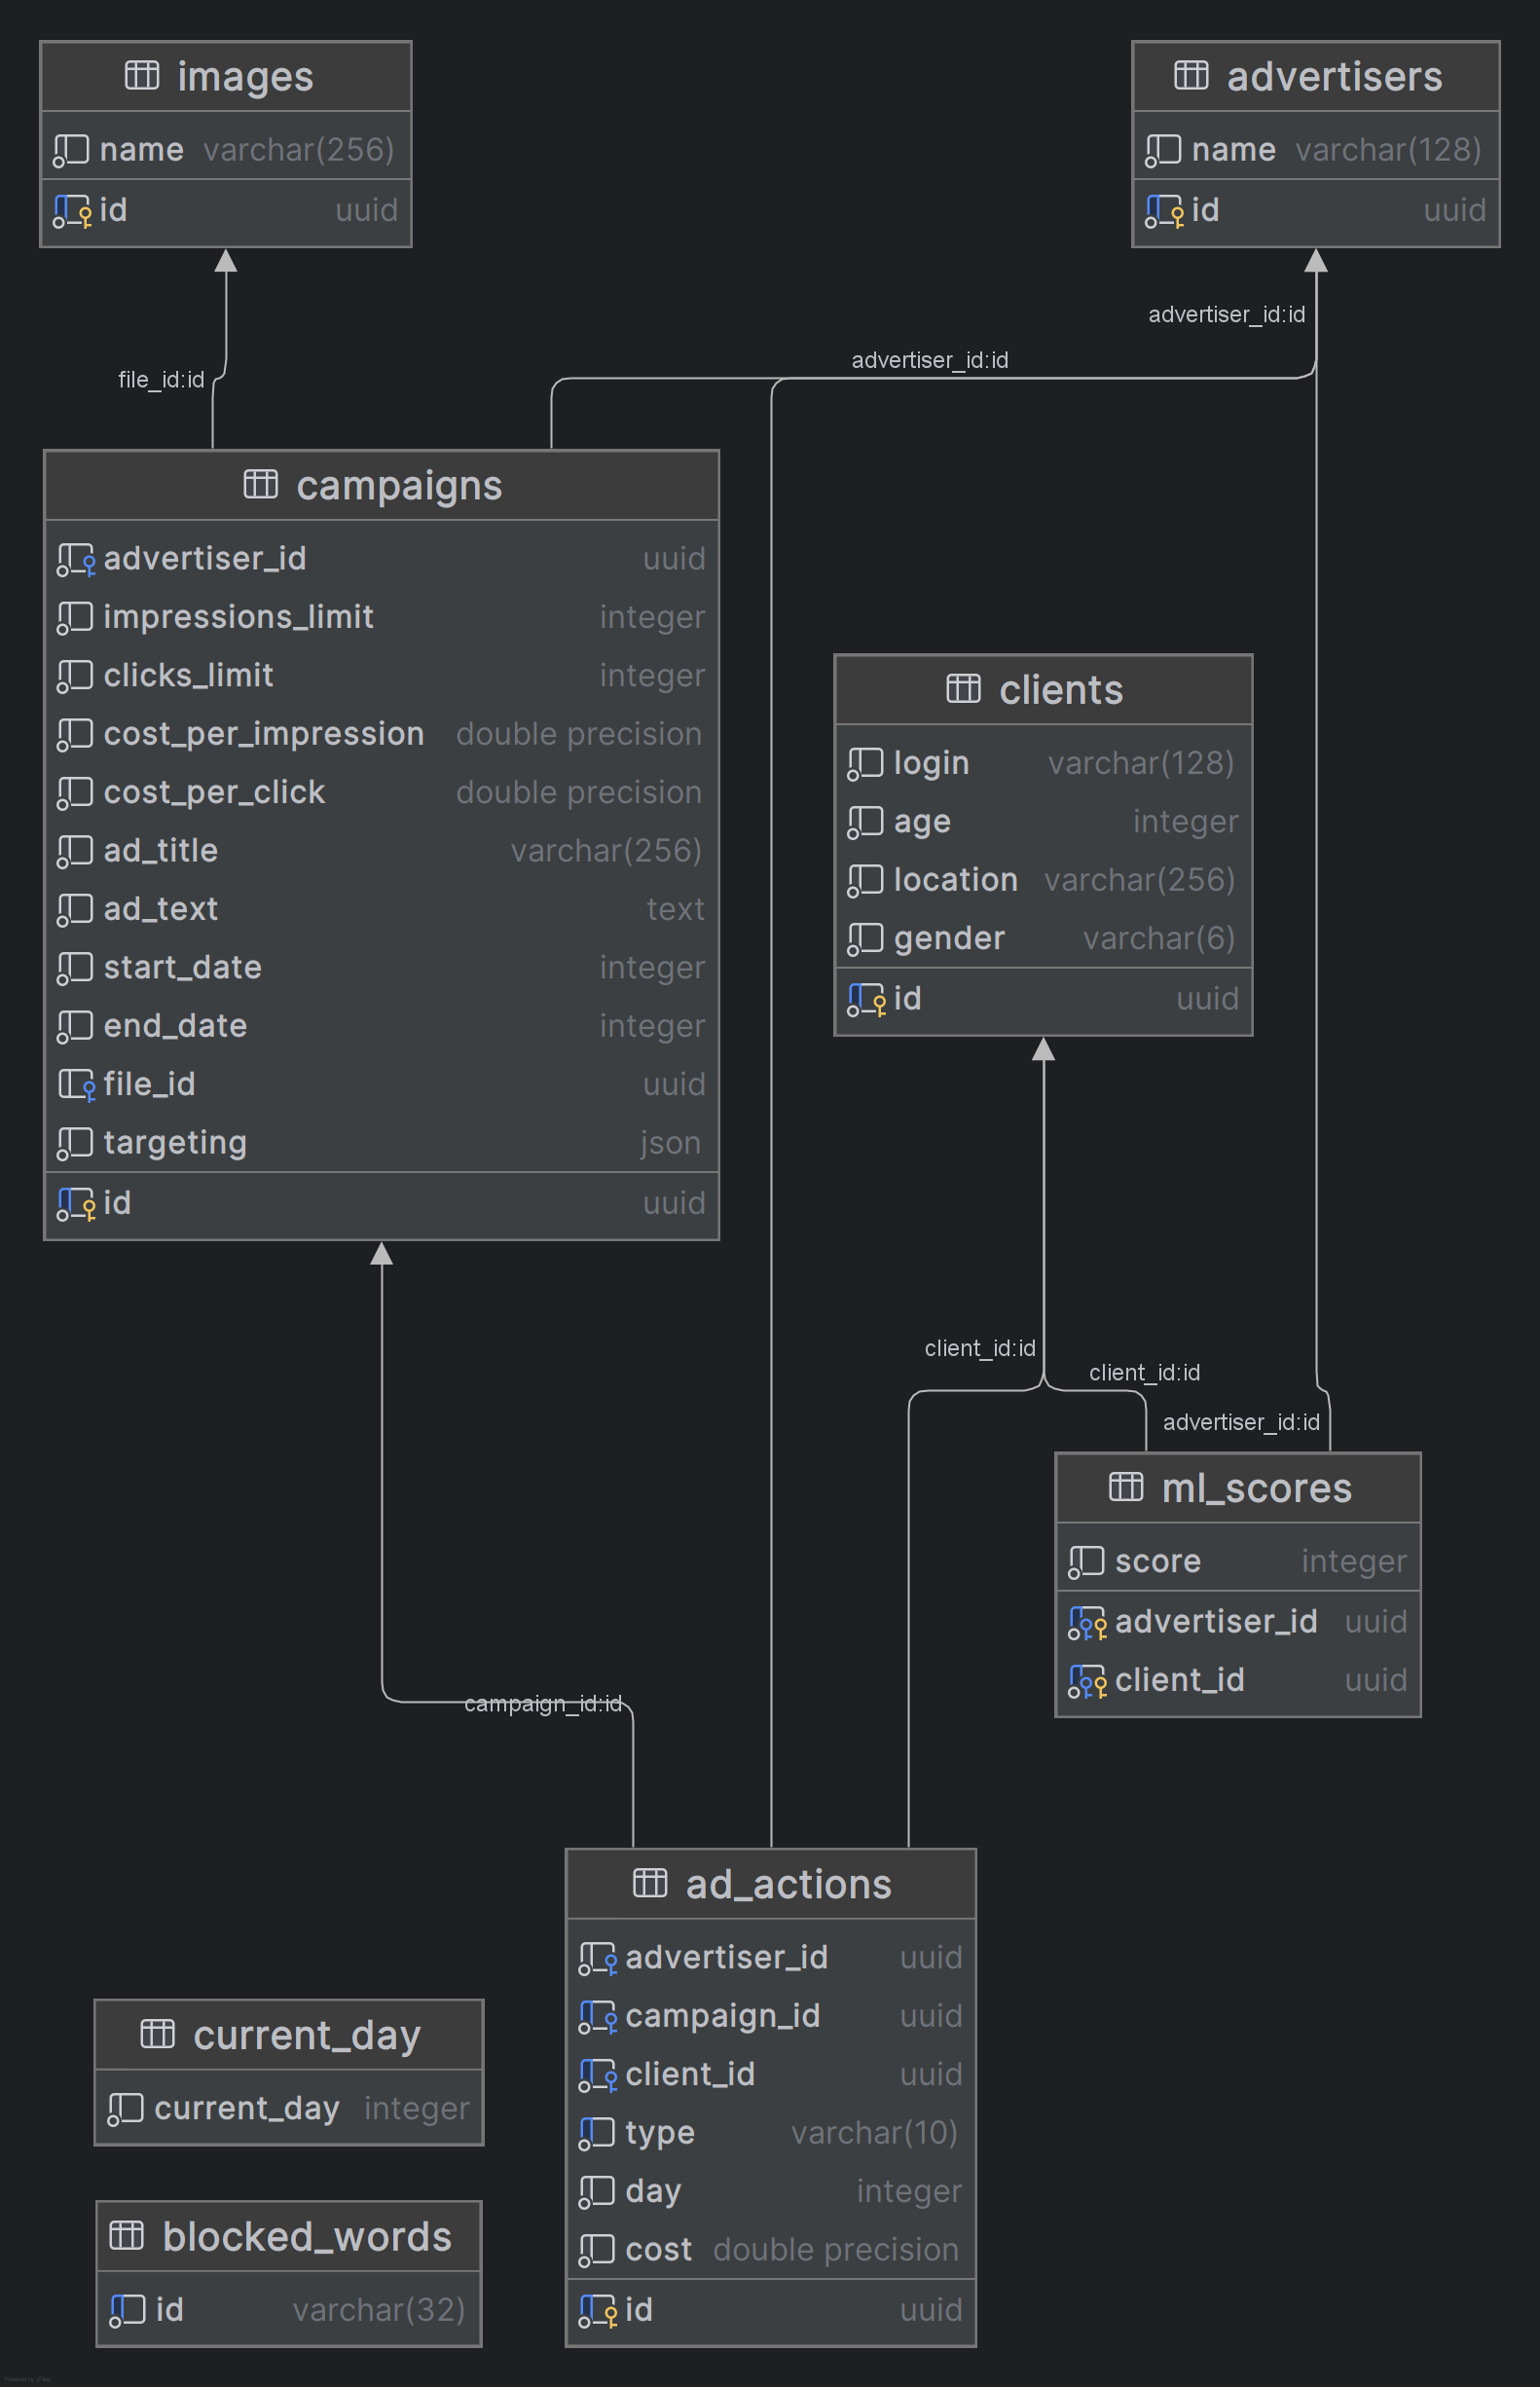 images
name varchar(256)
id uuid
advertisers
name varchar(128)
id uuid
advertiser_id:id
advertiser_id:id
file_id:id
campaigns
advertiser_id uuid
impressions_limit integer
clicks_limit integer
cost_per_impression double precision
cost_per_click double precision
ad_title varchar(256)
ad_text text
start_date integer
end_date integer
file_id uuid
targeting json
id uuid
clients
login varchar(128)
age integer
location varchar(256)
gender varchar(6)
id uuid
client_id:id
client_id:id
advertiser_id:id
ml_scores
score integer
advertiser_id uuid
client_id uuid
campaign_id:id
ad_actions
advertiser_id uuid
campaign_id uuid
client_id uuid
type varchar(10)
day integer
cost double precision
id uuid
current_day
current_day integer
blocked_words
id varchar(32)